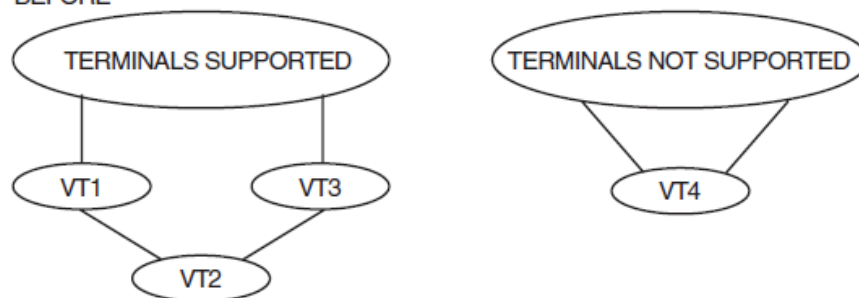 BEFORE
TERMINALS SUPPORTED
TERMINALS NOT SUPPORTED
VT1
VT3
VT4
VT2